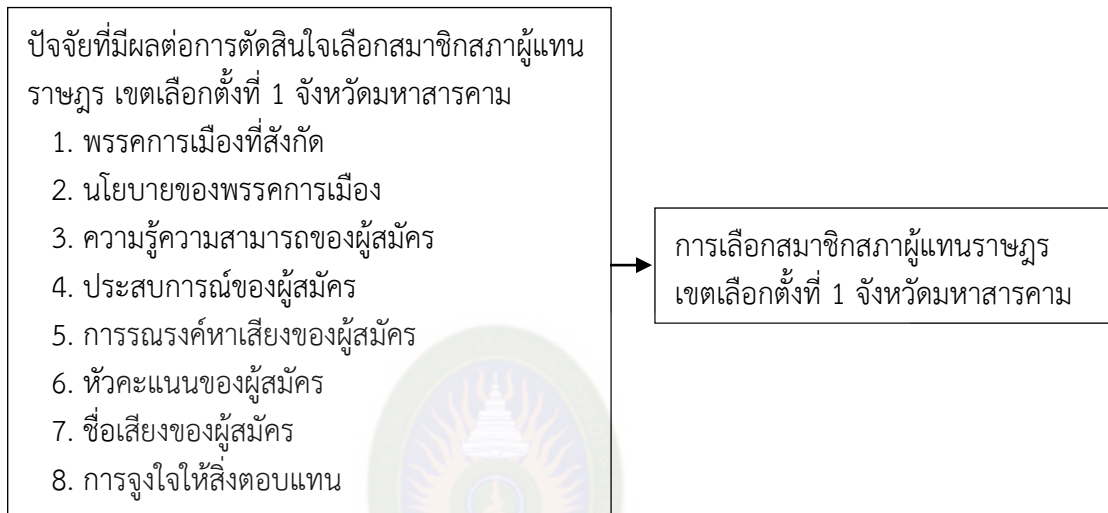 ปัจจัยที่มีผลต่อการตัดสินใจเลือกสมาชิกสภาผู้แทน
ราษฎร เขตเลือกตั้งที่ 1 จังหวัดมหาสารคาม
1. พรรคการเมืองที่สังกัด
2. นโยบายของพรรคการเมือง
3. ความรู้ความสามารถของผู้สมัคร
4. ประสบการณ์ของผู้สมัคร
5. การรณรงค์หาเสียงของผู้สมัคร
6. หัวคะแนนของผู้สมัคร
7. ชื่อเสียงของผู้สมัคร
8. การจูงใจให้สิ่งตอบแทน
การเลือกสมาชิกสภาผู้แทนราษฎร
เขตเลือกตั้งที่ 1 จังหวัดมหาสารคาม